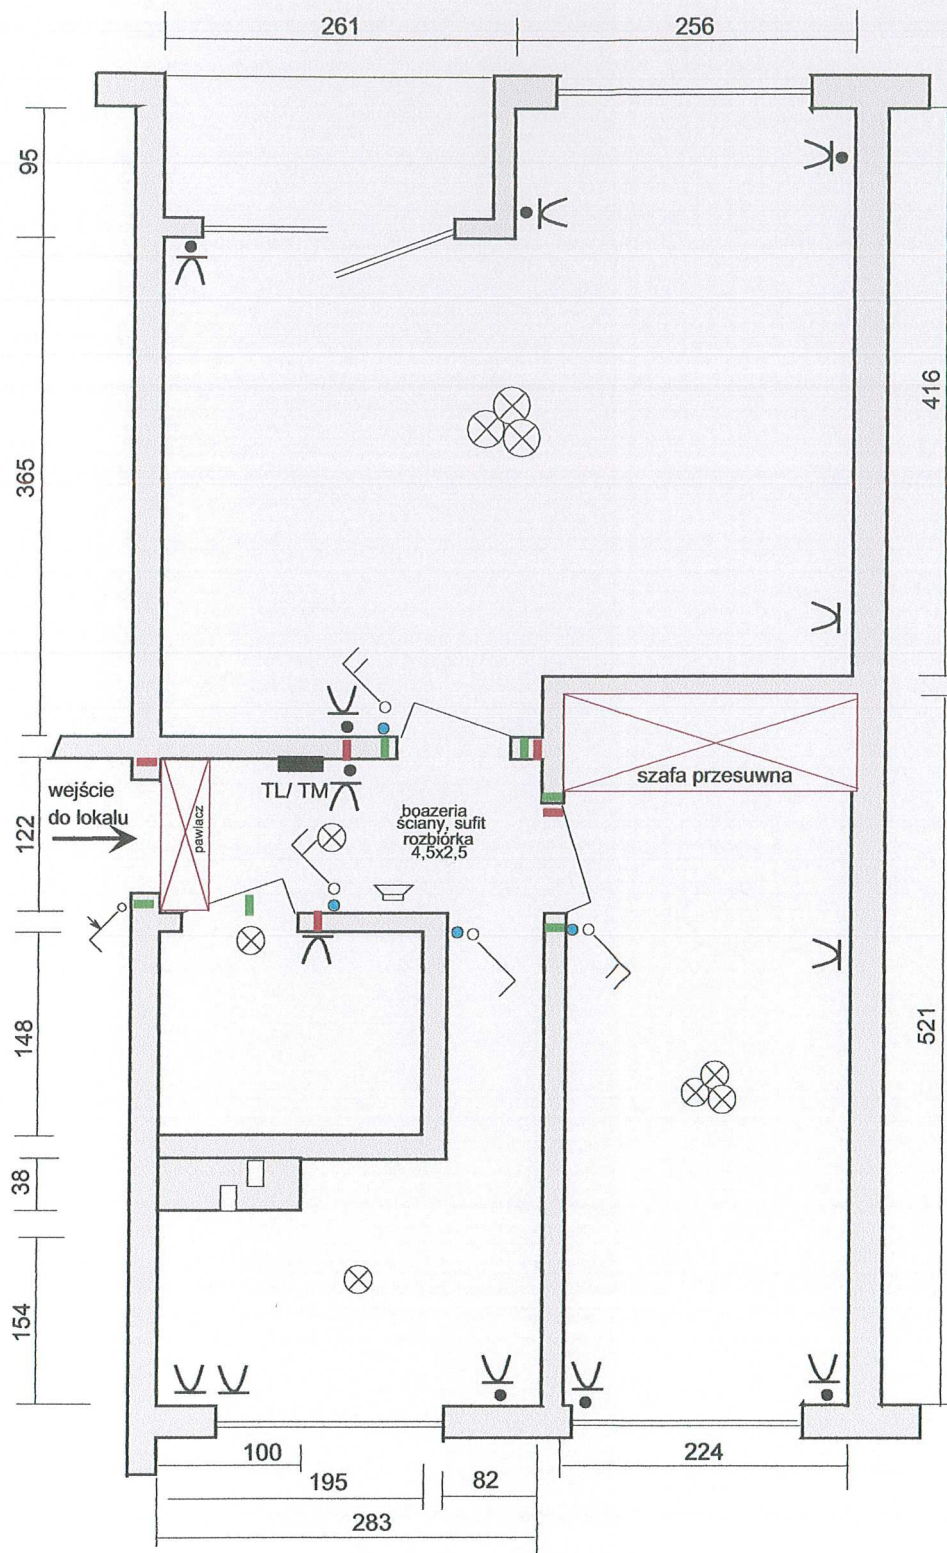 261
256
95
416
365
szafa przesuwna
wejście
do lokalu
TL/ TM
pawlacz
boazeria
ściany, sufit
rozbiórka
4,5x2,5
122
148
521
38
154
100
224
195
82
283